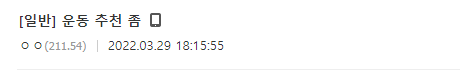 [일반] 운동 추천 좀
ㅇㅇ(211.54) | 2022.03.29 18:15:55